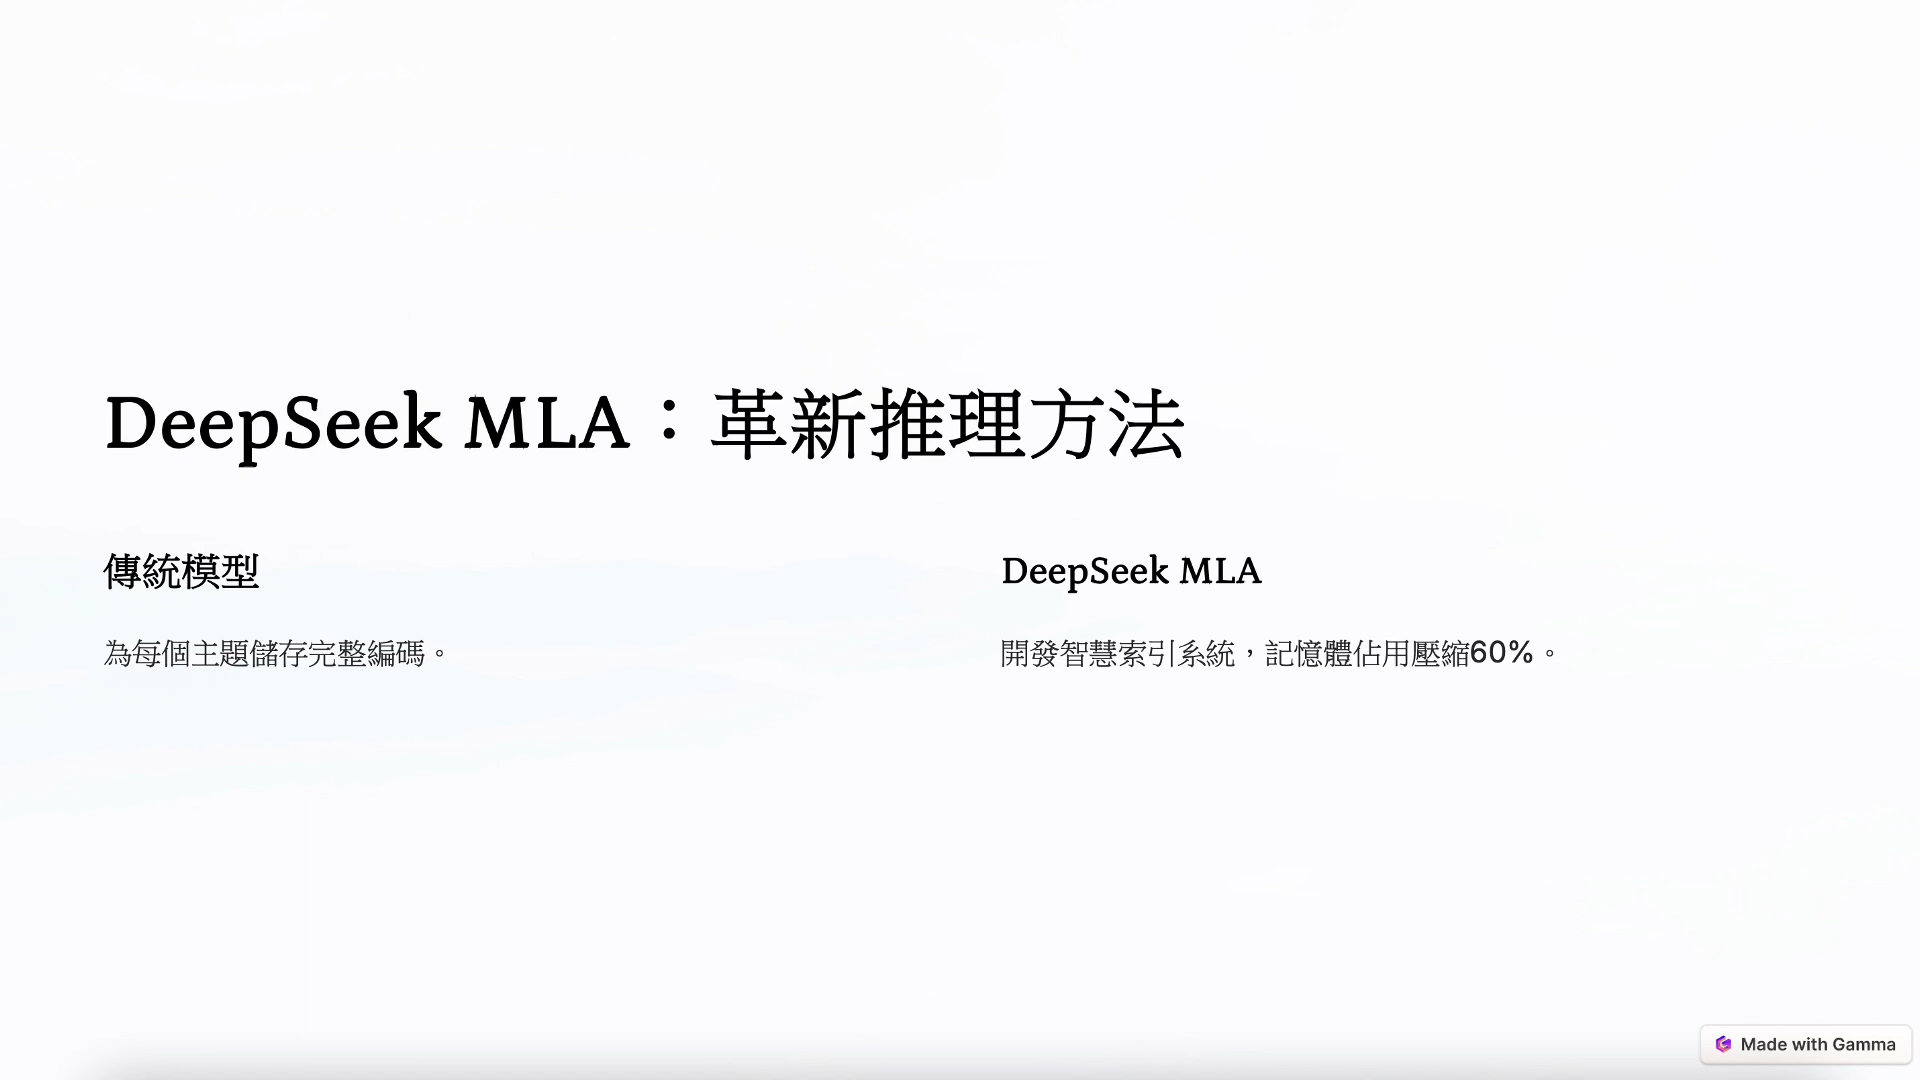 DeepSeek MLA：革新推理方法
傳統模型
為每個主題儲存完整編碼。
DeepSeek MLA
開發智慧索引系統，記憶體佔用壓縮60%。
Made with Gamma